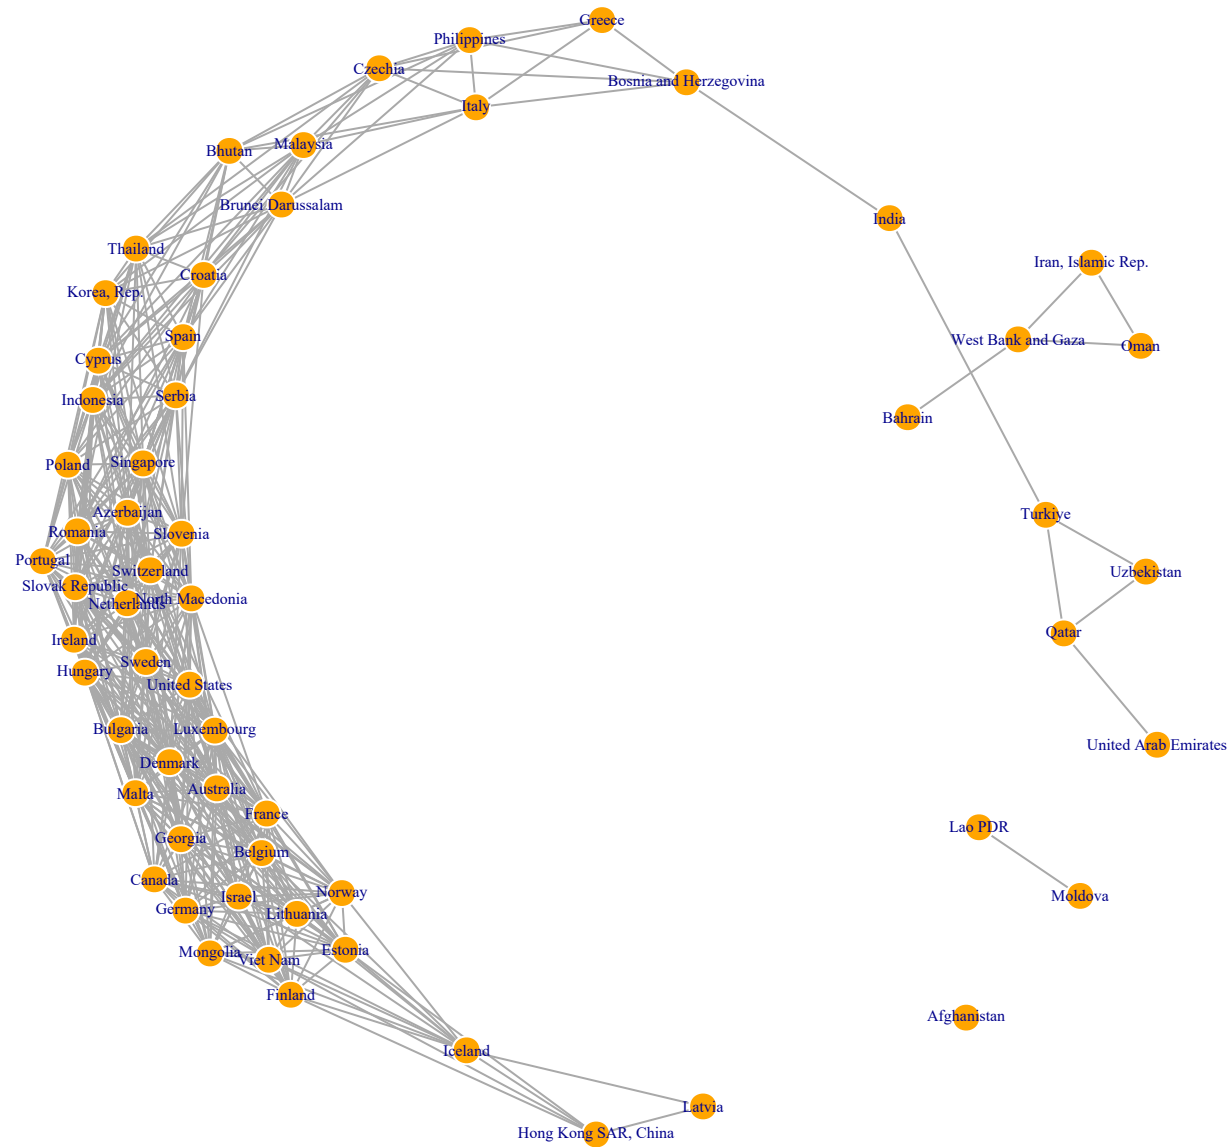 Greece
Philippines
Czechia
Bosnia and Herzegovina
Italy
Malaysia
Bhutan
Brunei Darussalam
India
Thailand
Iran, Islamic Rep.
Croatia
Korea, Rep.
Spain
West Bank and Gaza
Oman
Cyprus
Serbia
Indonesia
Bahrain
Singapore
Poland
Azerbaijan
Turkiye
Romania
Slovenia
Portugal
Switzerland
Uzbekistan
Slovak Republic
Netherlands
North Macedonia
Qatar
Ireland
Sweden
Hungary
United States
Bulgaria
Luxembourg
United Arab Emirates
Denmark
Australia
Malta
France
Lao PDR
Georgia
Belgium
Canada
Norway
Israel
Moldova
Germany
Lithuania
Estonia
Mongolia
Viet Nam
Finland
Afghanistan
Iceland
Latvia
Hong Kong SAR, China